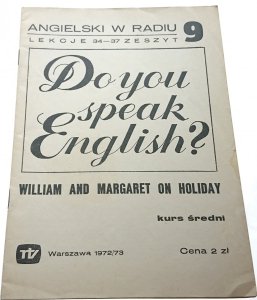 ANGIELSKI W RADIU 9
LEKCJE 34—37 ZESZYT
Do you
speak
English?
WILLIAM AND MARGARET ON HOLIDAY
kurs średni
Warszawa 1972/73
Cena 2 zł